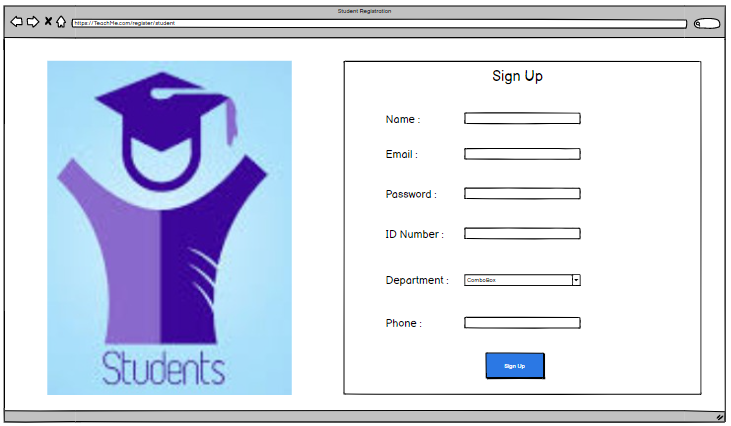 Student Registration
https://TeachMe.com/register/student
Students
Sign Up
Name :
Email :
Password :
ID Number :
Department :
ComboBox
Phone :
Sign Up